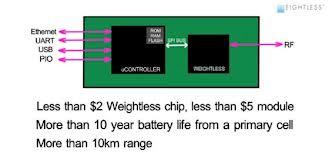 EIGHTLESS
Ethernet
UART
USB
PIO
ROM
RAM
FLASH
SPI BUS
RF
uCONTROLLER
WEIGHTLESS
Less than $2 Weightless chip, less than $5 module
More than 10 year battery life from a primary cell
More than 10km range